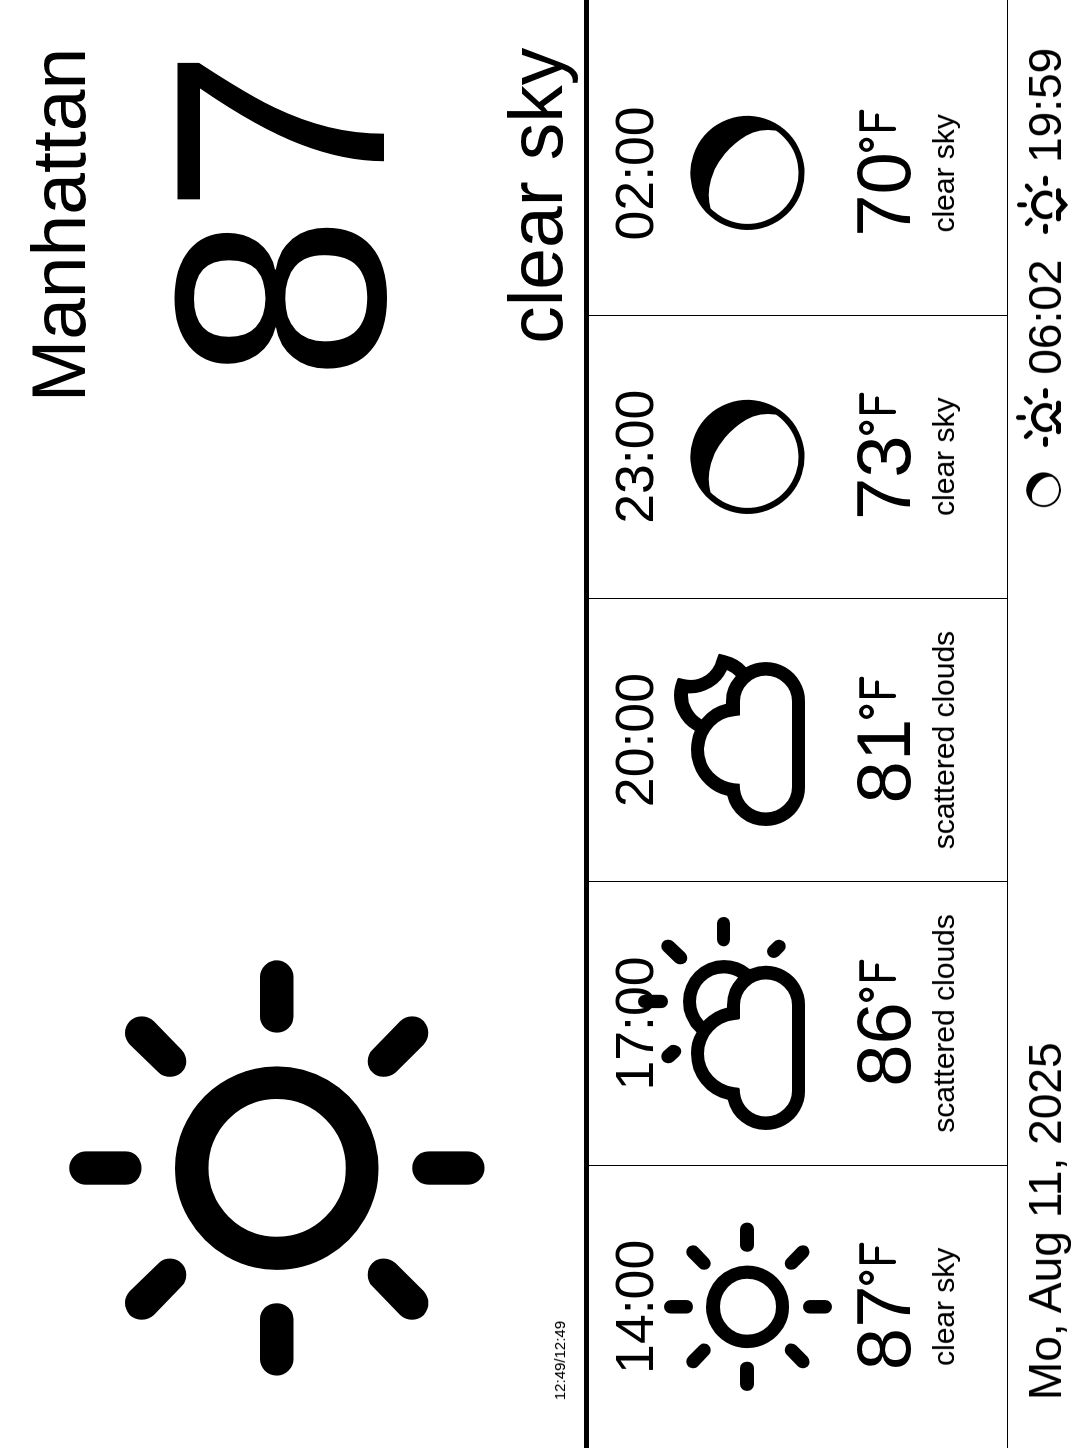 Manhattan
87
clear sky
12:49/12:49
14:00
87°F
clear sky
17:00
86°F
scattered clouds
20:00
81°F
scattered clouds
23:00
73°F
clear sky
02:00
70°F
clear sky
Mo, Aug 11, 2025
06:02
19:59